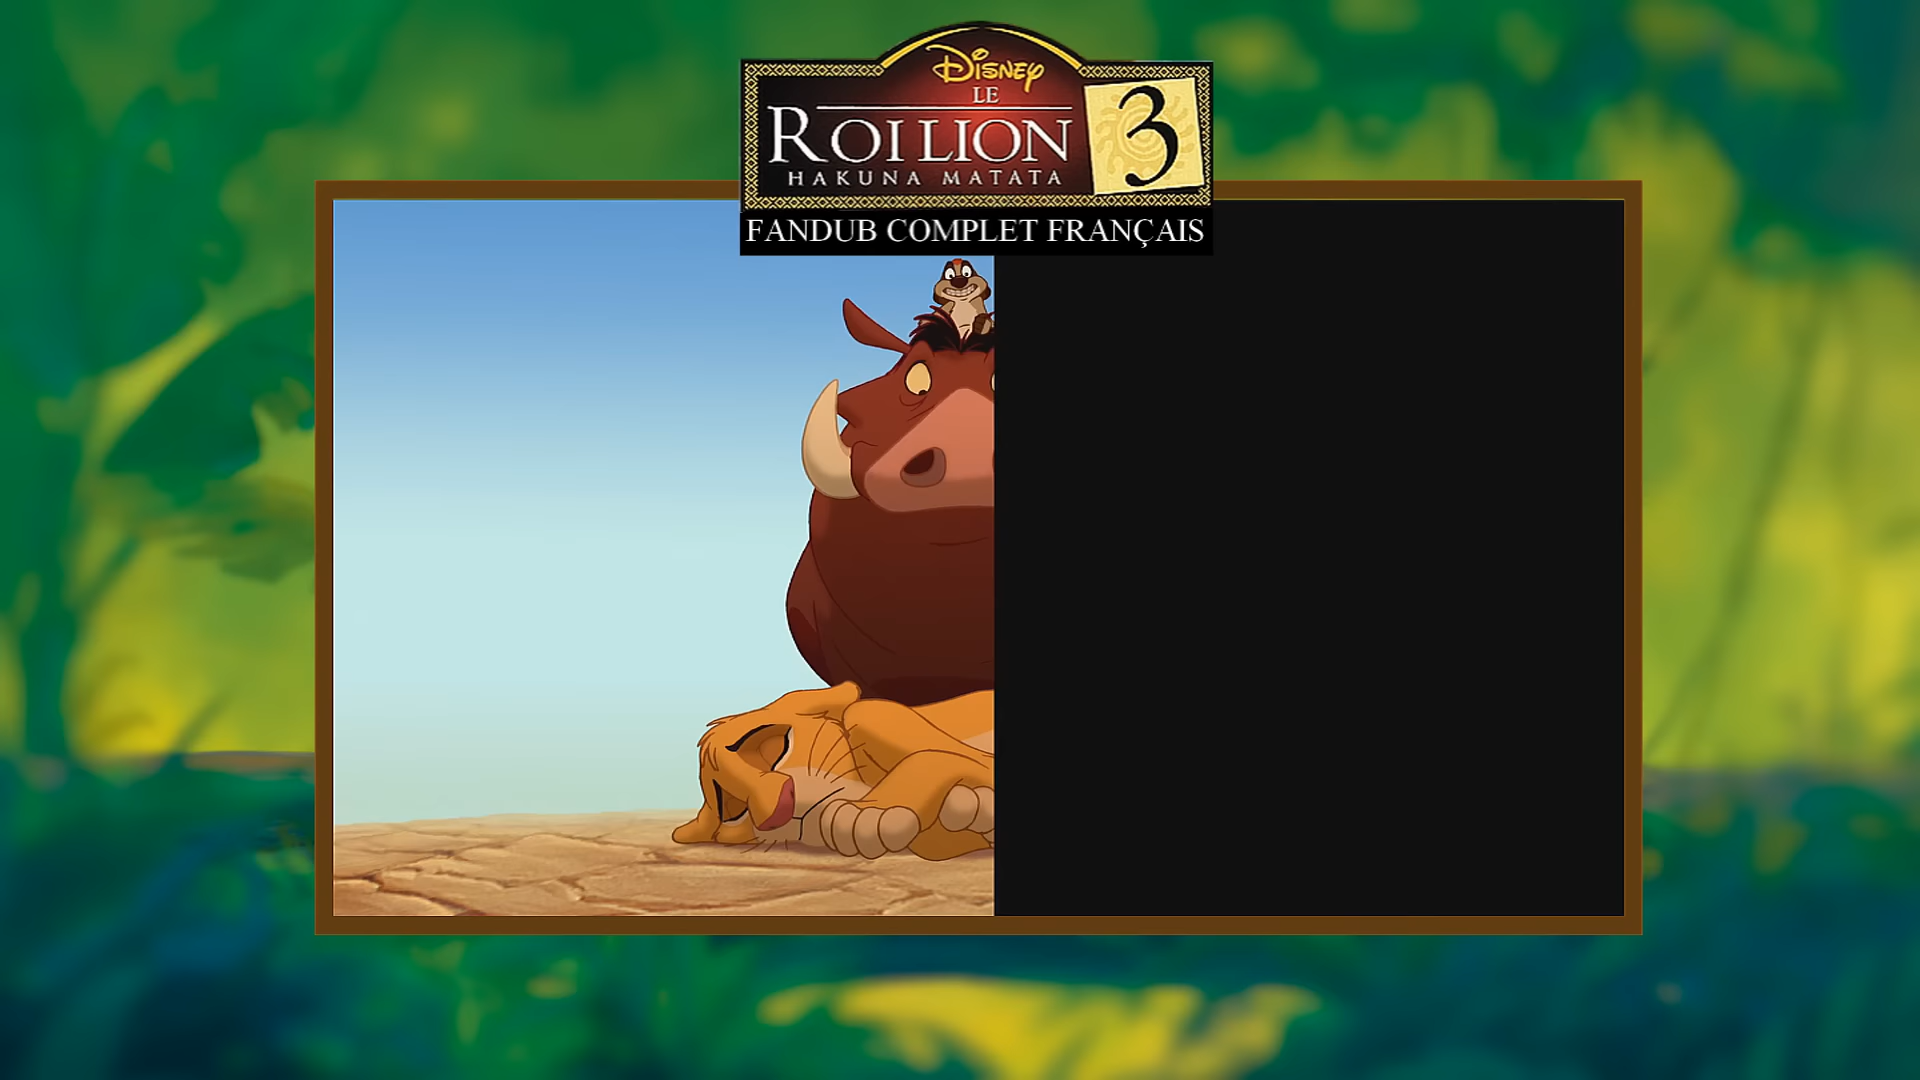 Disney
LE
ROI LION 3
HAKUNA MATATA
FANDUB COMPLET FRANÇAIS